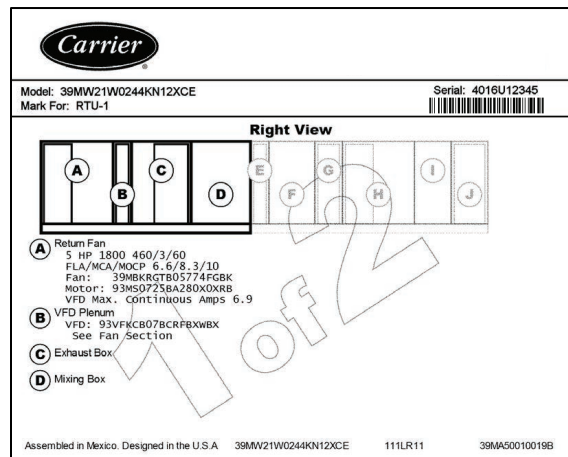 Carrier
Model: 39MW21W0244KN12XCE
Serial: 4016U12345
Mark For: RTU-1
Right View
A
B
C
D
E
F
G
H
I
J
A Return Fan
5 HP 1800 460/3/60
FLA/MCA/MOCP 6.6/8.3/10
Fan: 39MBKRGTB05774FGBK
Motor: 93MS0725BA280X0XRB
VFD Max. Continuous Amps 6.9
B VFD Plenum
VFD: 93VFKCB07BCRFBXWBX
See Fan Section
C Exhaust Box
D Mixing Box
1 of 2
Assembled in Mexico. Designed in the U.S.A 39MW21W0244KN12XCE 111LR11 39MA50010019B